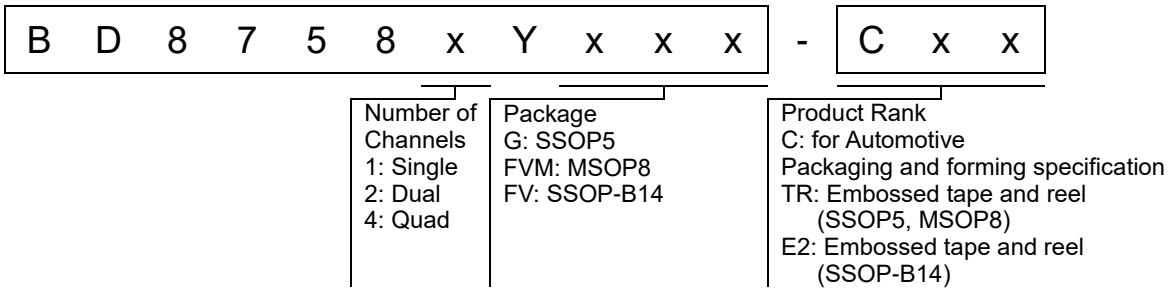 B D 8 7 5 8 x Y x x x - C x x
Number of
Channels
1: Single
2: Dual
4: Quad
Package
G: SSOP5
FVM: MSOP8
FV: SSOP-B14
Product Rank
C: for Automotive
Packaging and forming specification
TR: Embossed tape and reel
(SSOP5, MSOP8)
E2: Embossed tape and reel
(SSOP-B14)